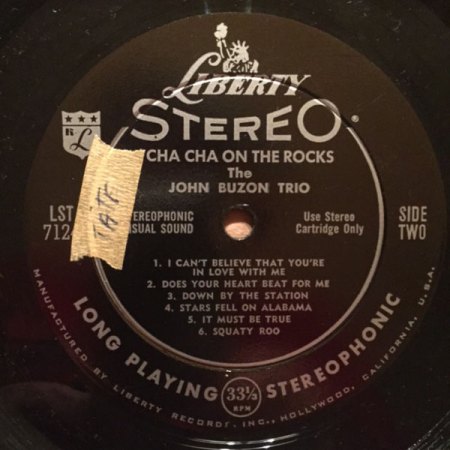 LIBERTY
STEREO
CHA CHA ON THE ROCKS
The
JOHN BUZON TRIO
LST
STEREOPHONIC
VISUAL SOUND
Use Stereo
Cartridge Only
SIDE
TWO
1. I CAN'T BELIEVE THAT YOU'RE
IN LOVE WITH ME
2. DOES YOUR HEART BEAT FOR ME
3. DOWN BY THE STATION
4. STARS FELL ON ALABAMA
5. IT MUST BE TRUE
6. SQUATY ROO
LONG PLAYING 33⅓ RPM STEREOPHONIC
MANUFACTURED BY LIBERTY RECORDS, INC., HOLLYWOOD, CALIFORNIA, U.S.A.